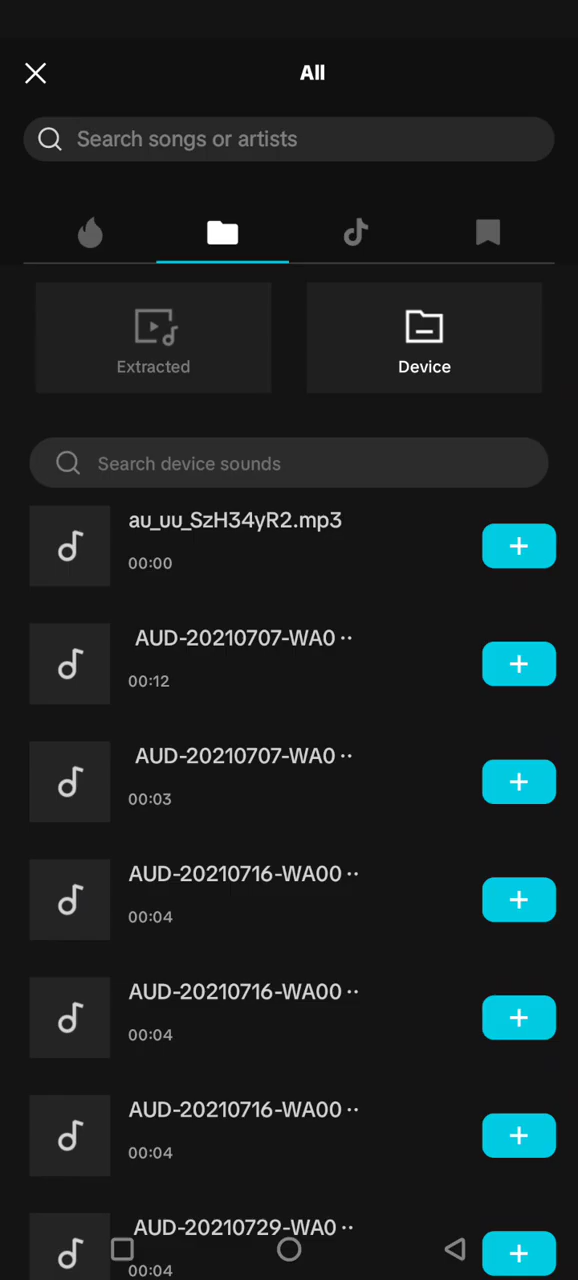 All
Search songs or artists
Extracted
Device
Search device sounds
au_uu_SzH34yR2.mp3
00:00
AUD-20210707-WA0 ··
00:12
AUD-20210707-WA0 ··
00:03
AUD-20210716-WA00 ··
00:04
AUD-20210716-WA00 ··
00:04
AUD-20210716-WA00 ··
00:04
AUD-20210729-WA0 ··
00:04